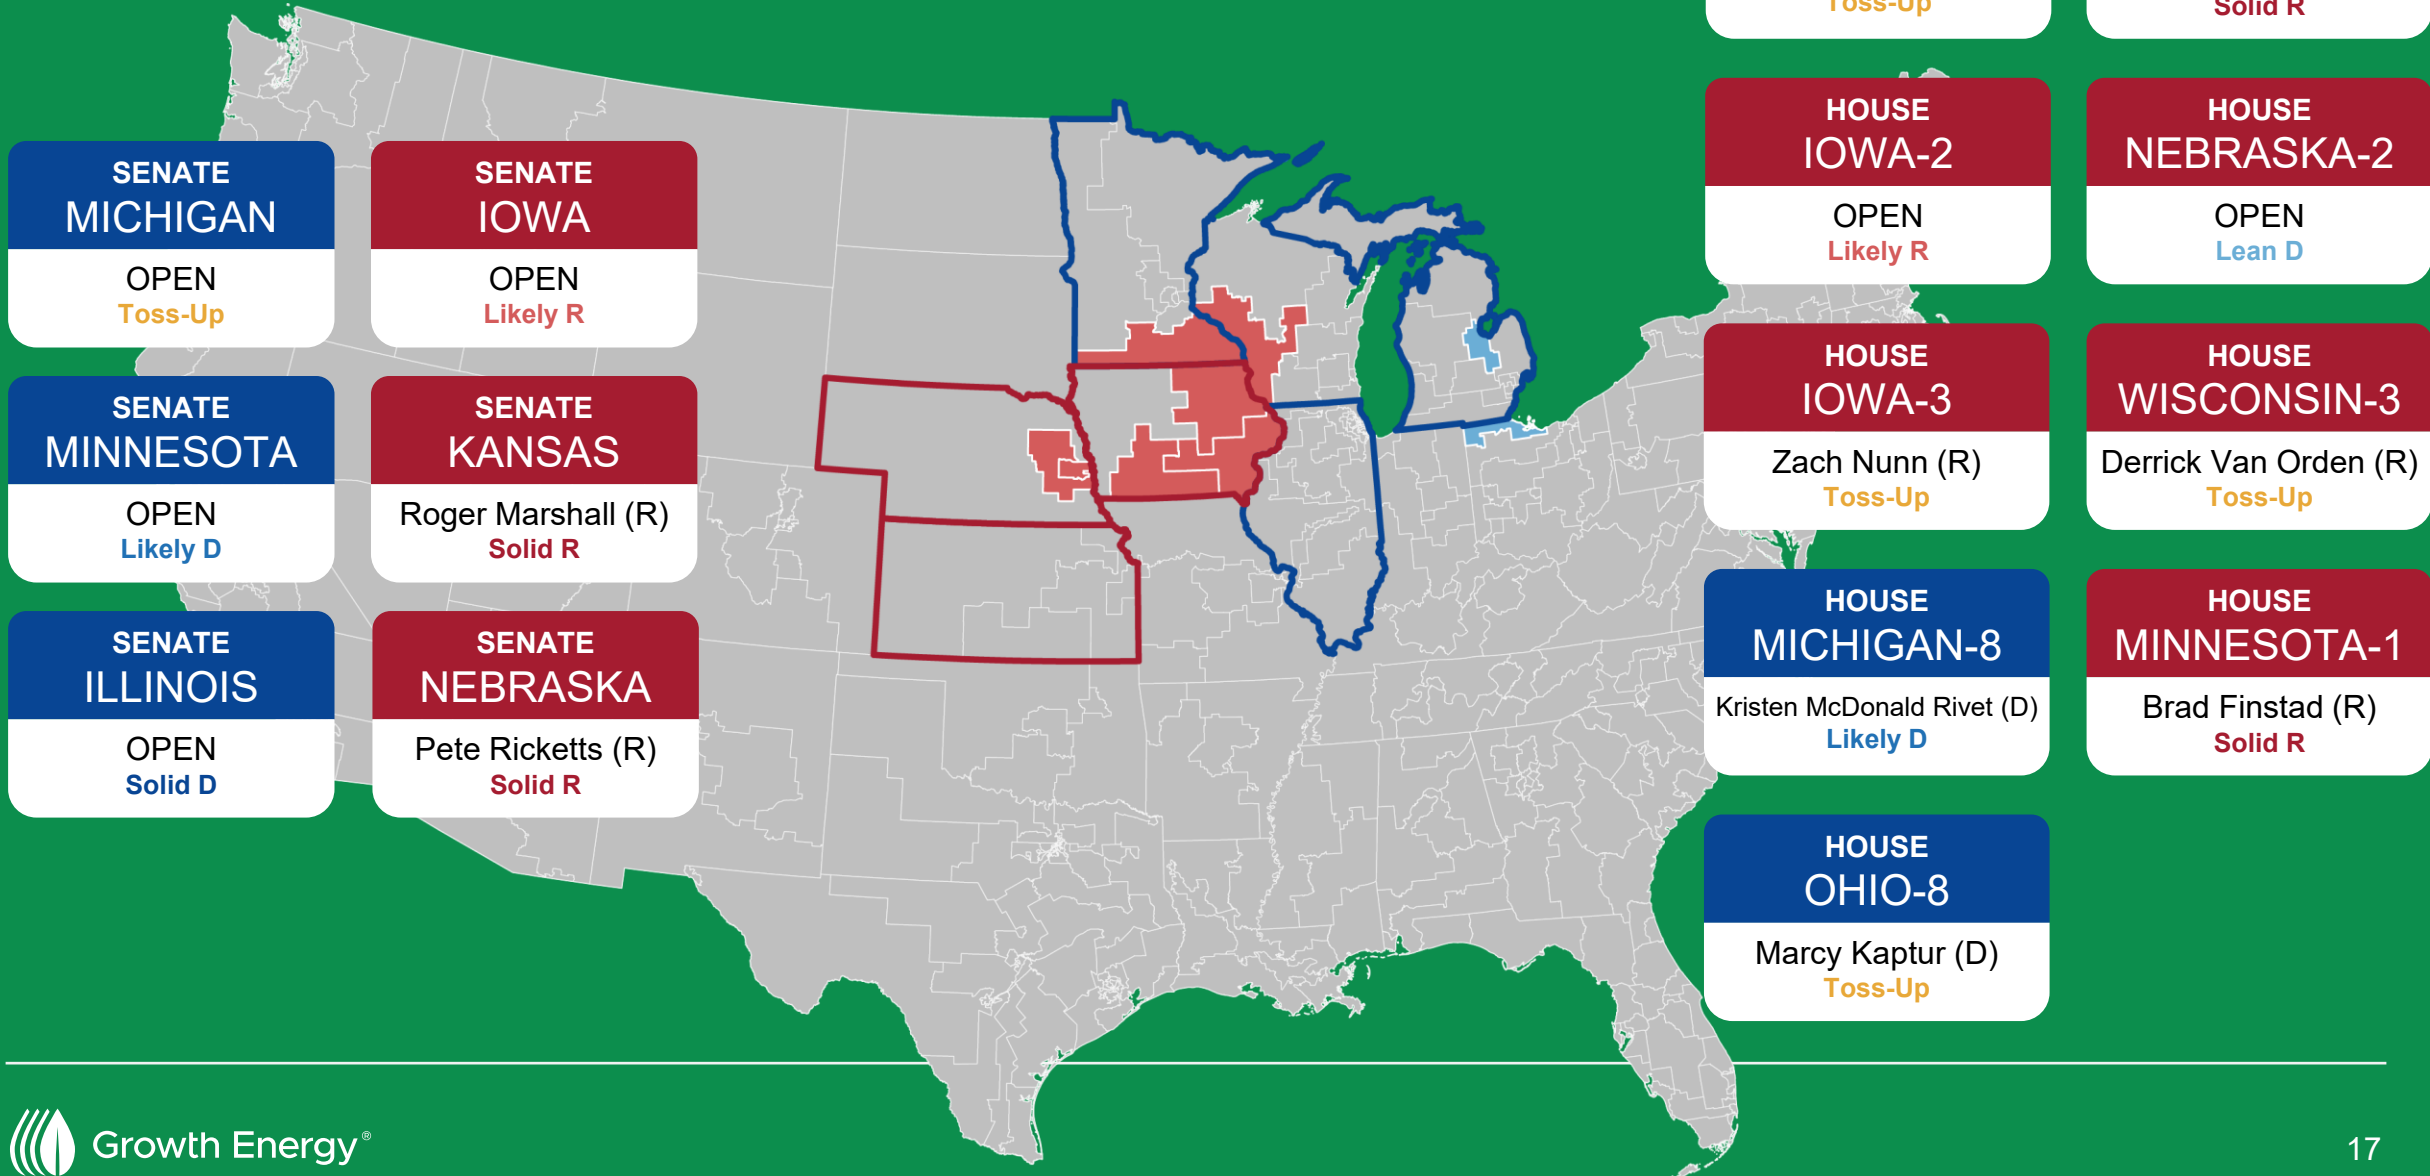 Toss-Up
Solid R
SENATE
MICHIGAN
OPEN
Toss-Up
SENATE
IOWA
OPEN
Likely R
SENATE
MINNESOTA
OPEN
Likely D
SENATE
KANSAS
Roger Marshall (R)
Solid R
SENATE
ILLINOIS
OPEN
Solid D
SENATE
NEBRASKA
Pete Ricketts (R)
Solid R
HOUSE
IOWA-2
OPEN
Likely R
HOUSE
NEBRASKA-2
OPEN
Lean D
HOUSE
IOWA-3
Zach Nunn (R)
Toss-Up
HOUSE
WISCONSIN-3
Derrick Van Orden (R)
Toss-Up
HOUSE
MICHIGAN-8
Kristen McDonald Rivet (D)
Likely D
HOUSE
MINNESOTA-1
Brad Finstad (R)
Solid R
HOUSE
OHIO-8
Marcy Kaptur (D)
Toss-Up
Growth Energy®
17